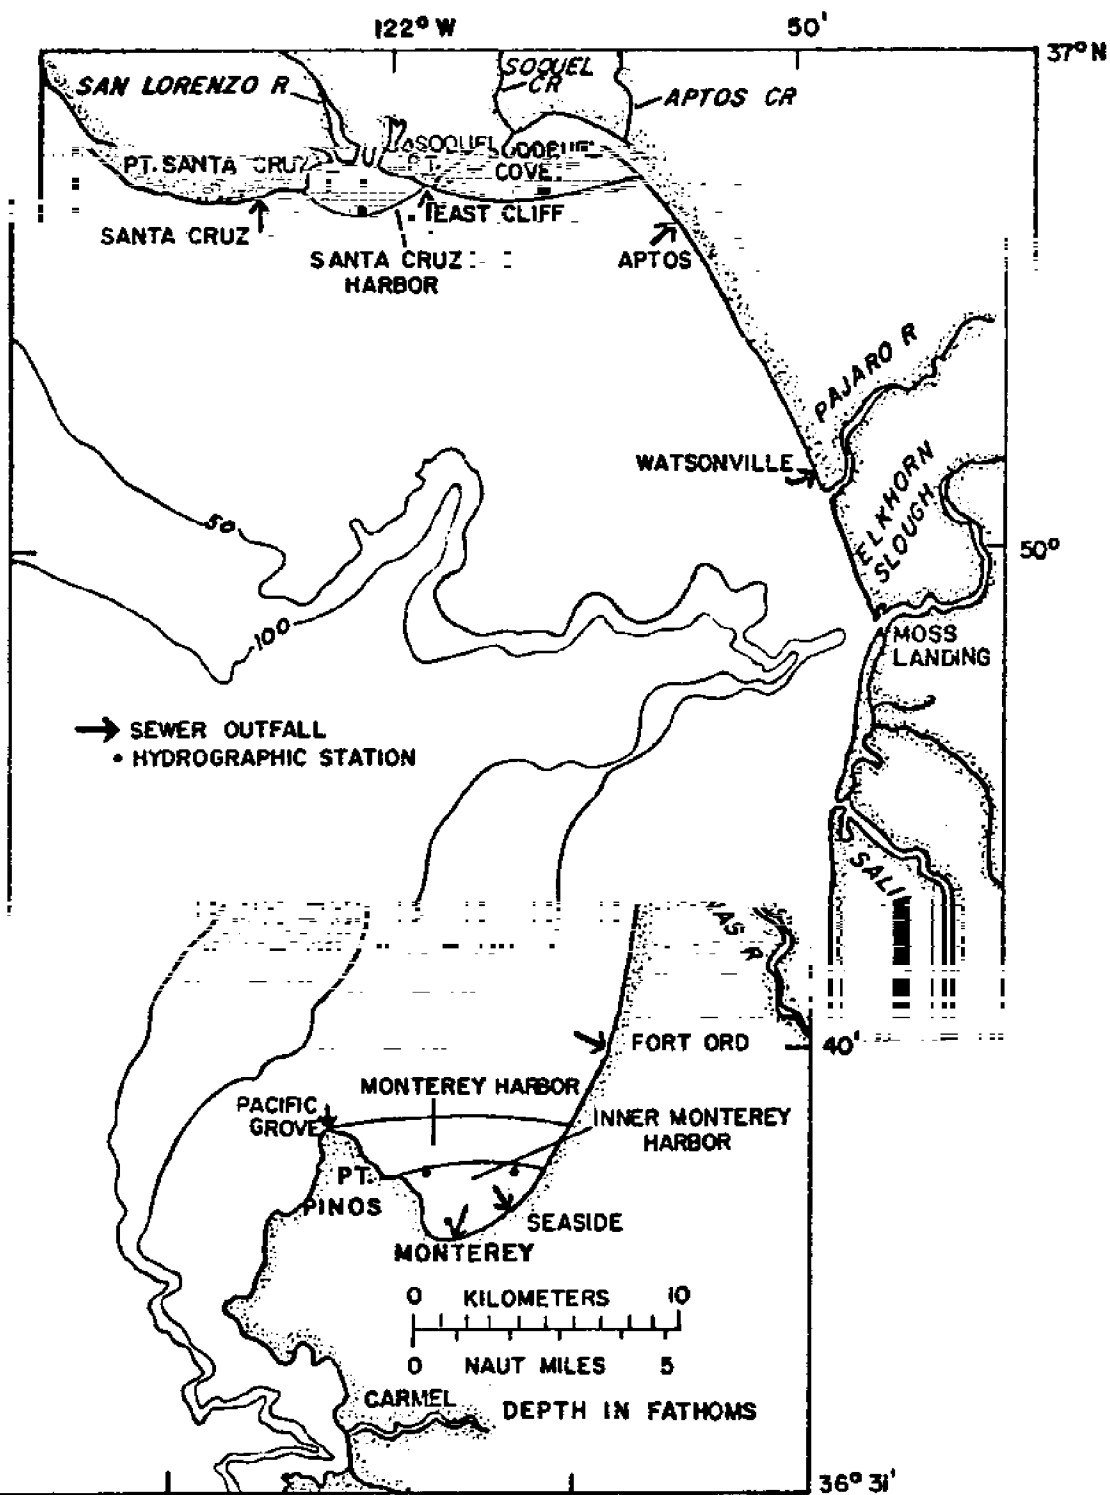 122° W
50'
37° N
SAN LORENZO R
SOQUEL
CR
APTOS CR
SOQUEL
PT. SANTA CRUZ
COVE
SANTA CRUZ
EAST CLIFF
SANTA CRUZ
HARBOR
APTOS
PAJARO R
WATSONVILLE
ELKHORN
SLOUGH
50
50°
100
MOSS
LANDING
SEWER OUTFALL
HYDROGRAPHIC STATION
SALIN
AS R
FORT ORD
40'
MONTEREY HARBOR
PACIFIC
GROVE
INNER MONTEREY
HARBOR
PT.
PINOS
SEASIDE
MONTEREY
0 KILOMETERS 10
0 NAUT MILES 5
CARMEL
DEPTH IN FATHOMS
36° 31'